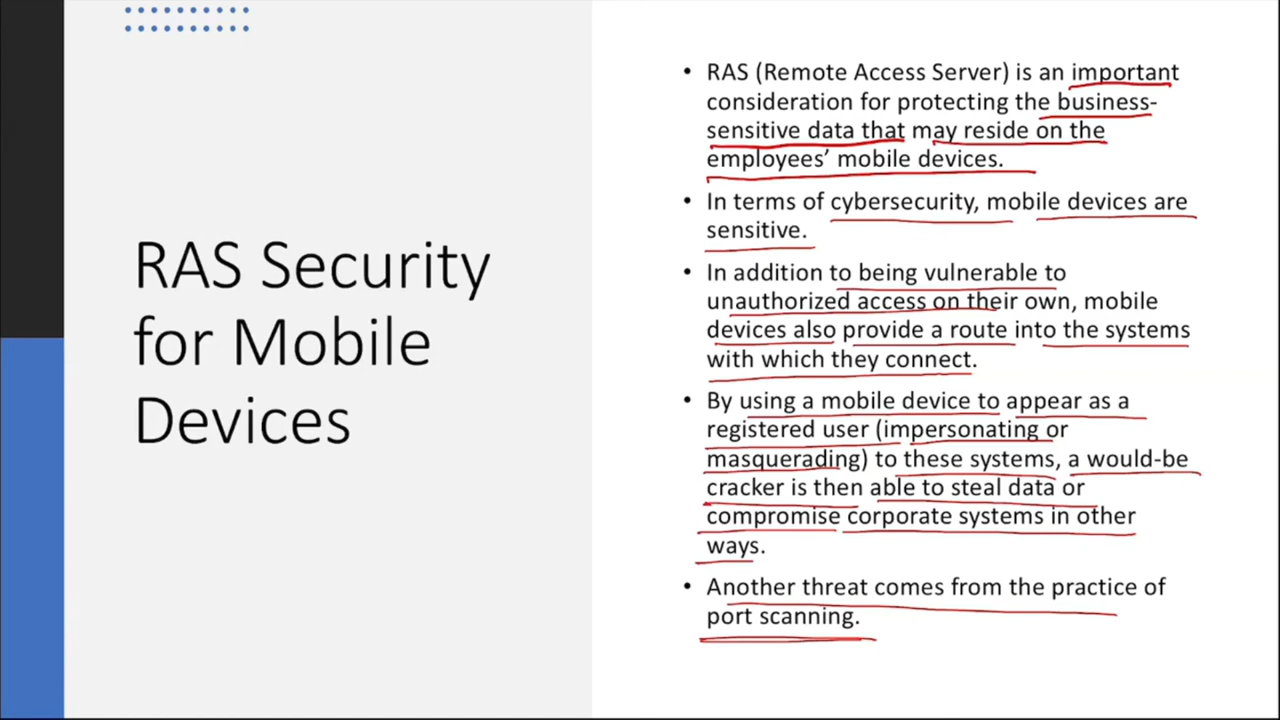 RAS Security
for Mobile
Devices
• RAS (Remote Access Server) is an important
consideration for protecting the business-
sensitive data that may reside on the
employees’ mobile devices.
• In terms of cybersecurity, mobile devices are
sensitive.
• In addition to being vulnerable to
unauthorized access on their own, mobile
devices also provide a route into the systems
with which they connect.
• By using a mobile device to appear as a
registered user (impersonating or
masquerading) to these systems, a would-be
cracker is then able to steal data or
compromise corporate systems in other
ways.
• Another threat comes from the practice of
port scanning.